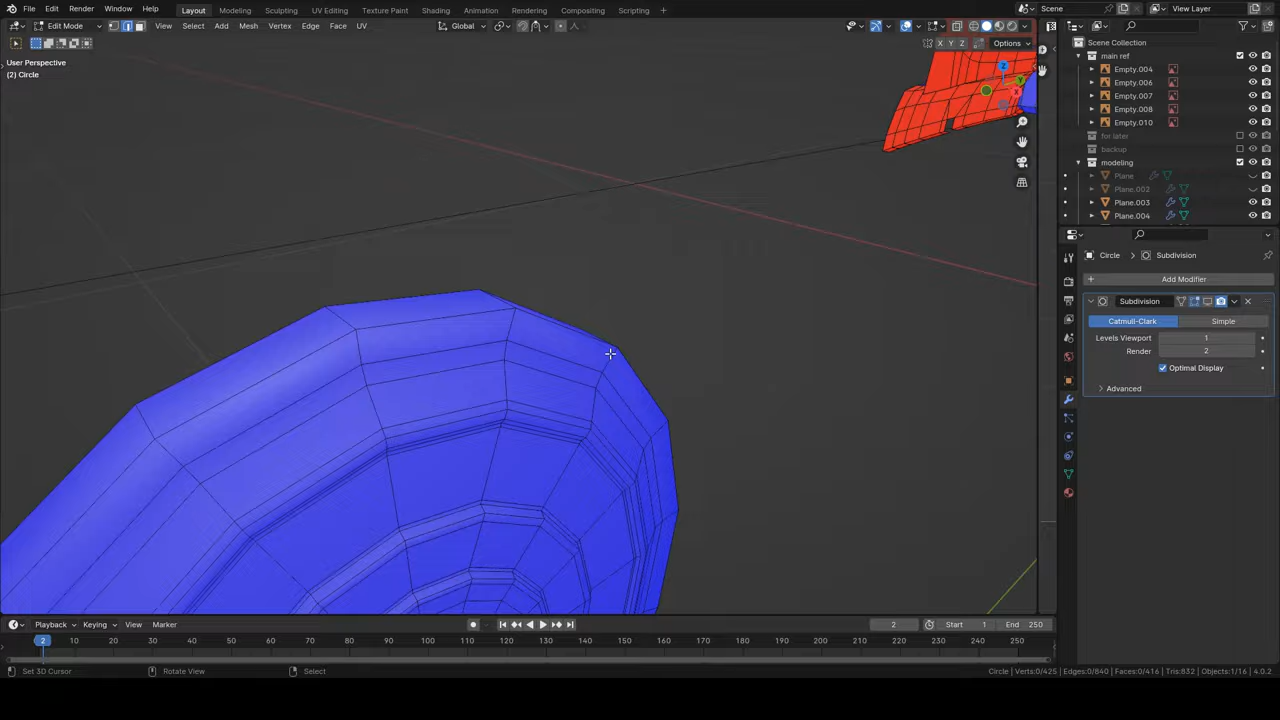 File Edit Render Window Help Layout Modeling Sculpting UV Editing Texture Paint Shading Animation Rendering Compositing Geometry Nodes Scripting Scene View Layer
Edit Mode View Select Add Mesh Vertex Edge Face UV Global
X Y Z Options
User Perspective
(2) Circle
Z
Y
X
Scene Collection
main ref
Empty.004
Empty.006
Empty.007
Empty.008
Empty.010
for later
backup
modeling
Plane
Plane.002
Plane.003
Plane.004
Circle > Subdivision
+ Add Modifier
Subdivision
Catmull-Clark Simple
Levels Viewport 1
Render 2
Optimal Display
Advanced
Playback Keying View Marker 2 Start 1 End 250
2 10 20 30 40 50 60 70 80 90 100 110 120 130 140 150 160 170 180 190 200 210 220 230 240 250
Set 3D Cursor Rotate View Select Circle | Verts:0/425 | Edges:0/840 | Faces:0/416 | Tris:832 | Objects:1/16 | 4.0.2